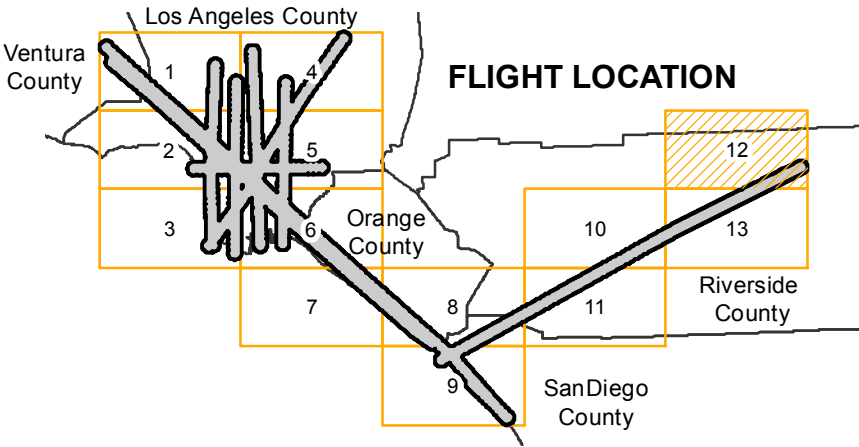 Los Angeles County
Ventura
County
1
4
FLIGHT LOCATION
2
5
12
3
6
Orange
County
10
13
7
8
11
Riverside
County
9
SanDiego
County